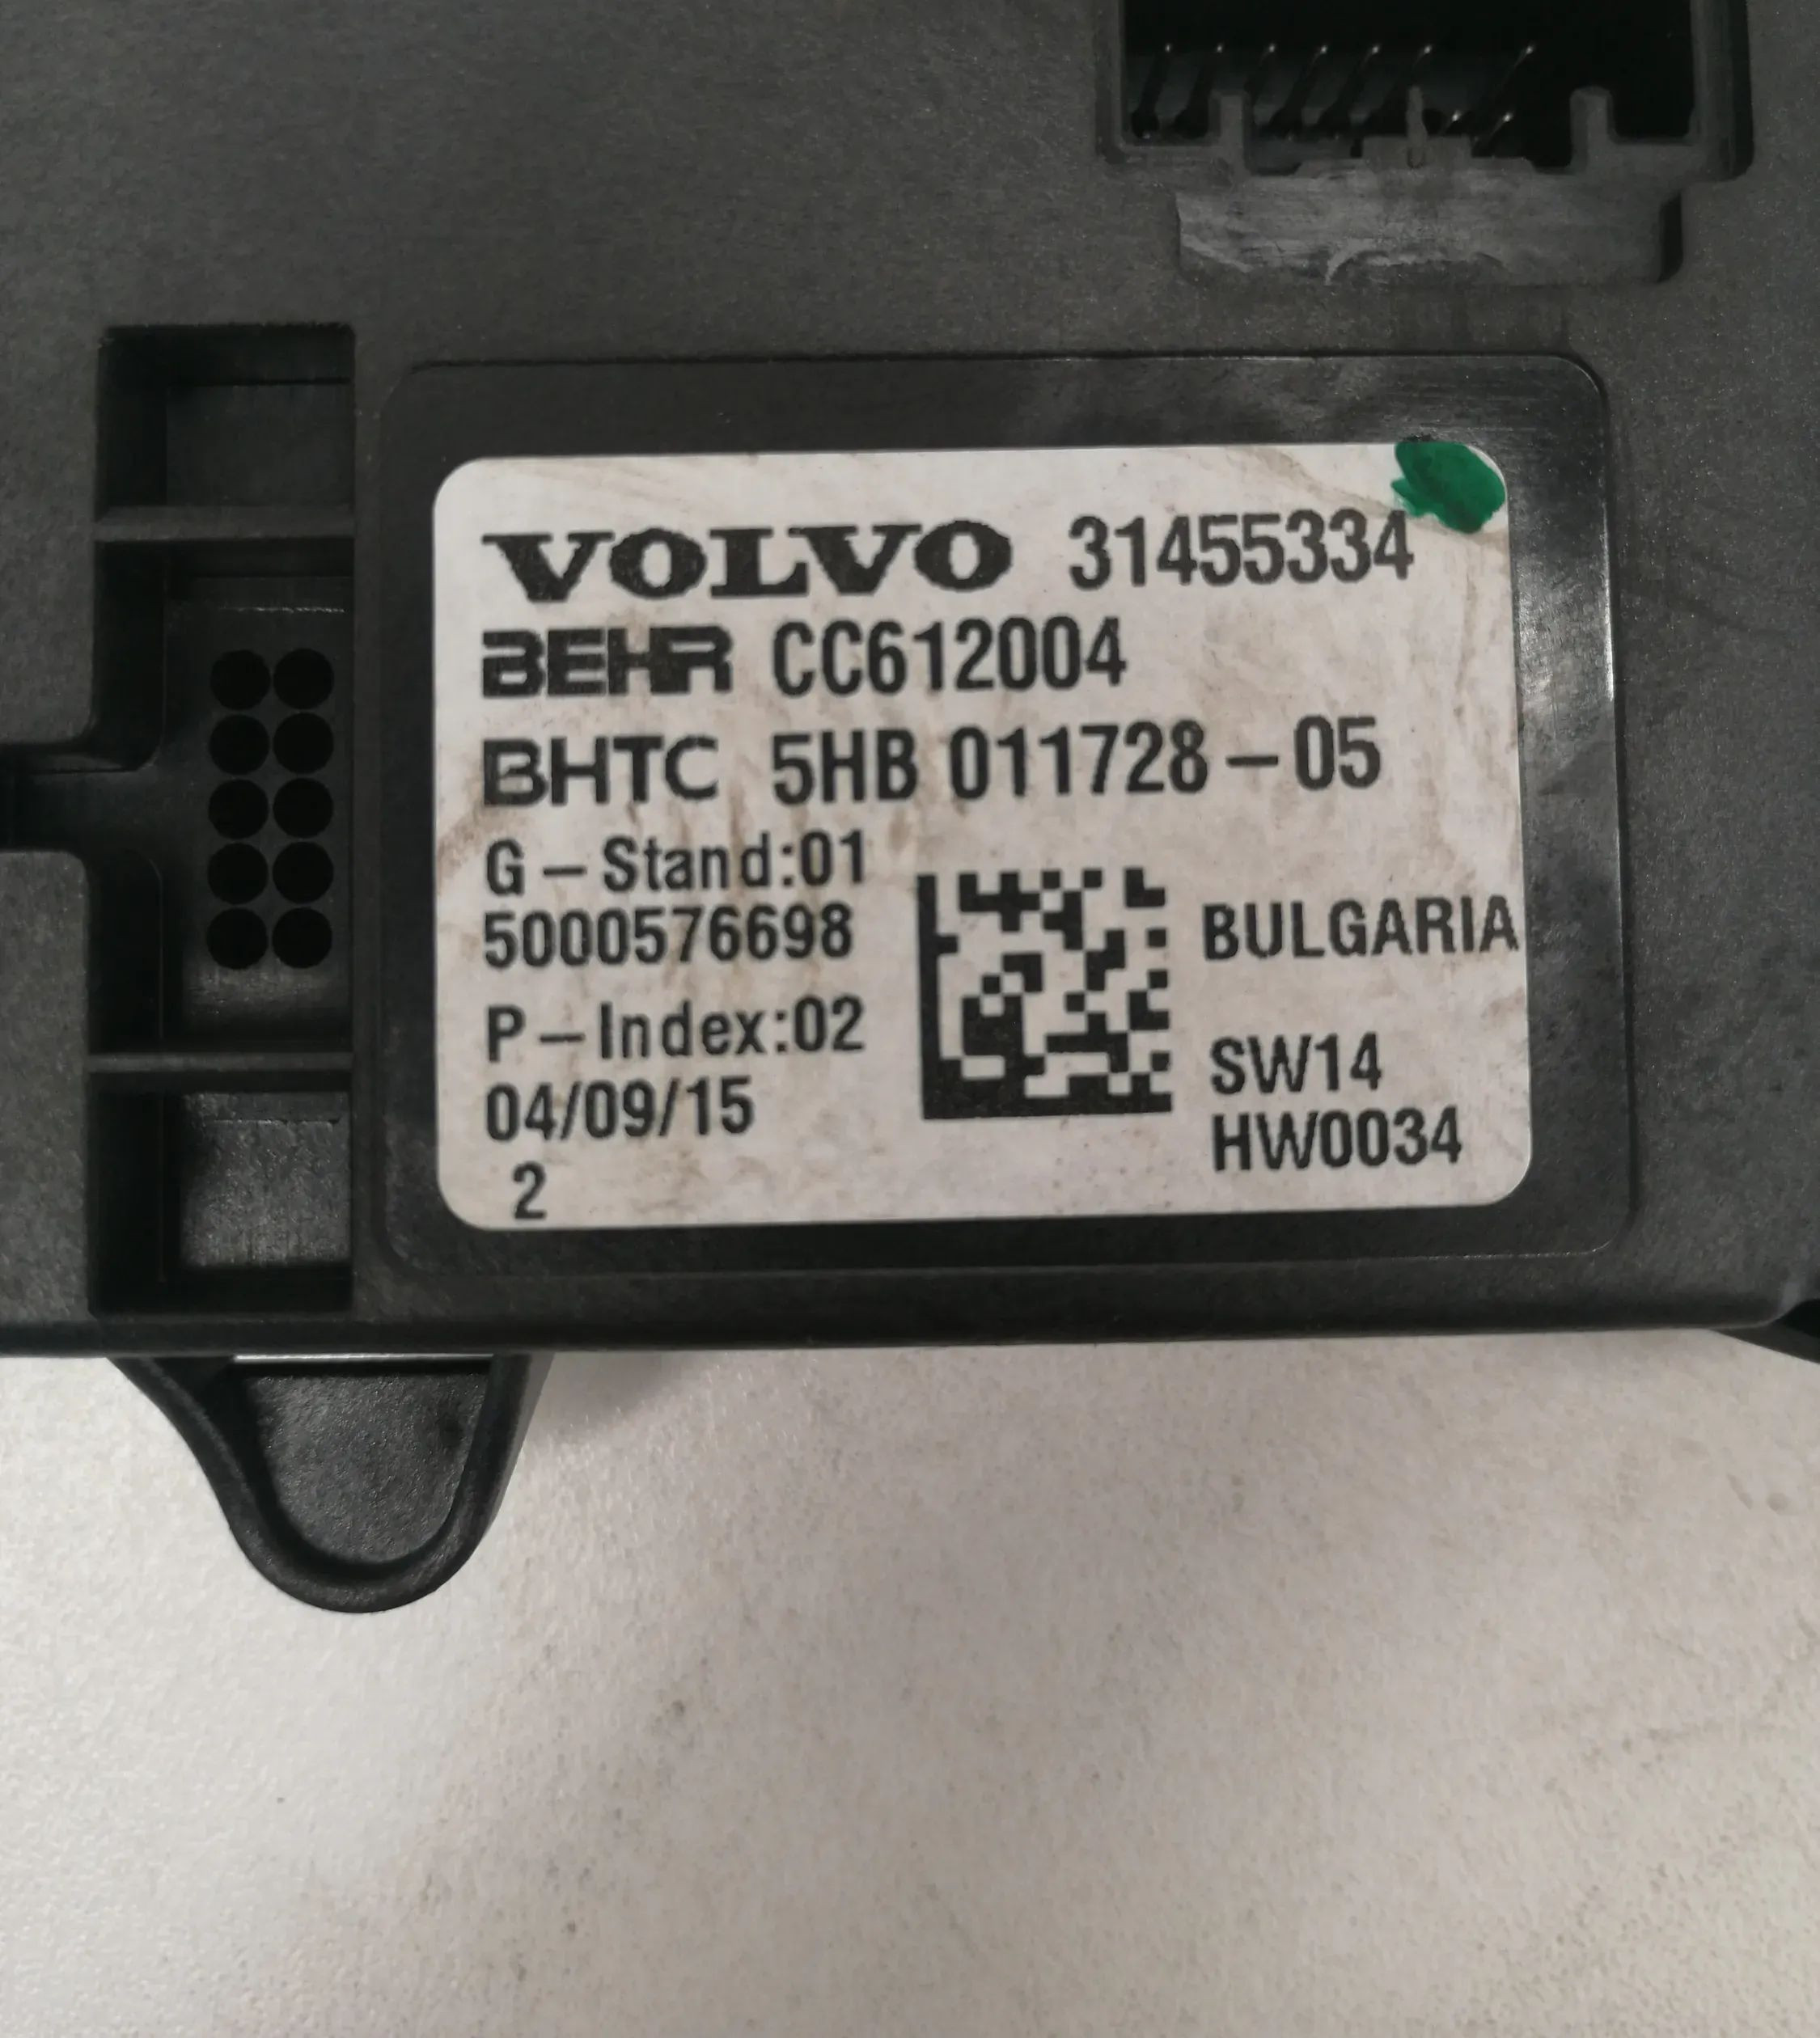 VOLVO 31455334
BEHR CC612004
BHTC 5HB 011728-05
G-Stand:01
5000576698
BULGARIA
P-Index:02
04/09/15
2
SW14
HW0034